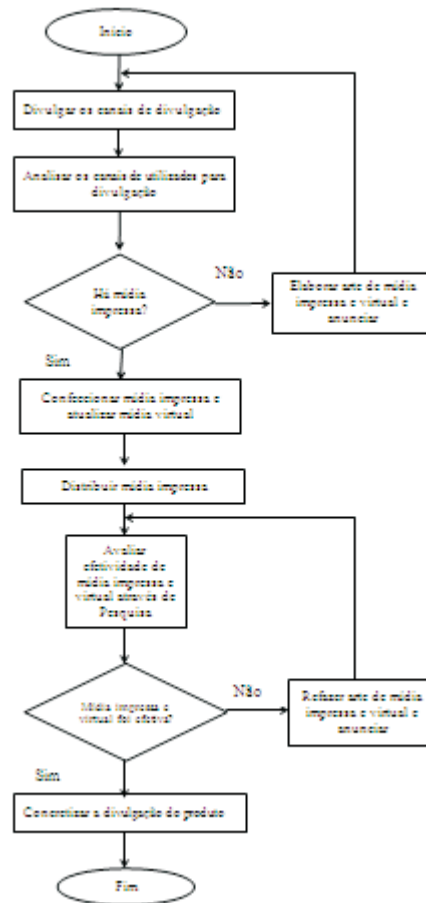 Início
Divulgar os canais de divulgação
Analisar os canais de utilizados para
divulgação
Há mídia
impressa?
Não
Elaborar arte de mídia
impressa e virtual e
anunciar
Sim
Confeccionar mídia impressa e
atualizar mídia virtual
Distribuir mídia impressa
Avaliar
efetividade de
mídia impressa e
virtual através de
Pesquisa
Mídia impressa e
virtual foi efetiva?
Não
Refazer arte de mídia
impressa e virtual e
anunciar
Sim
Concretizar a divulgação do produto
Fim